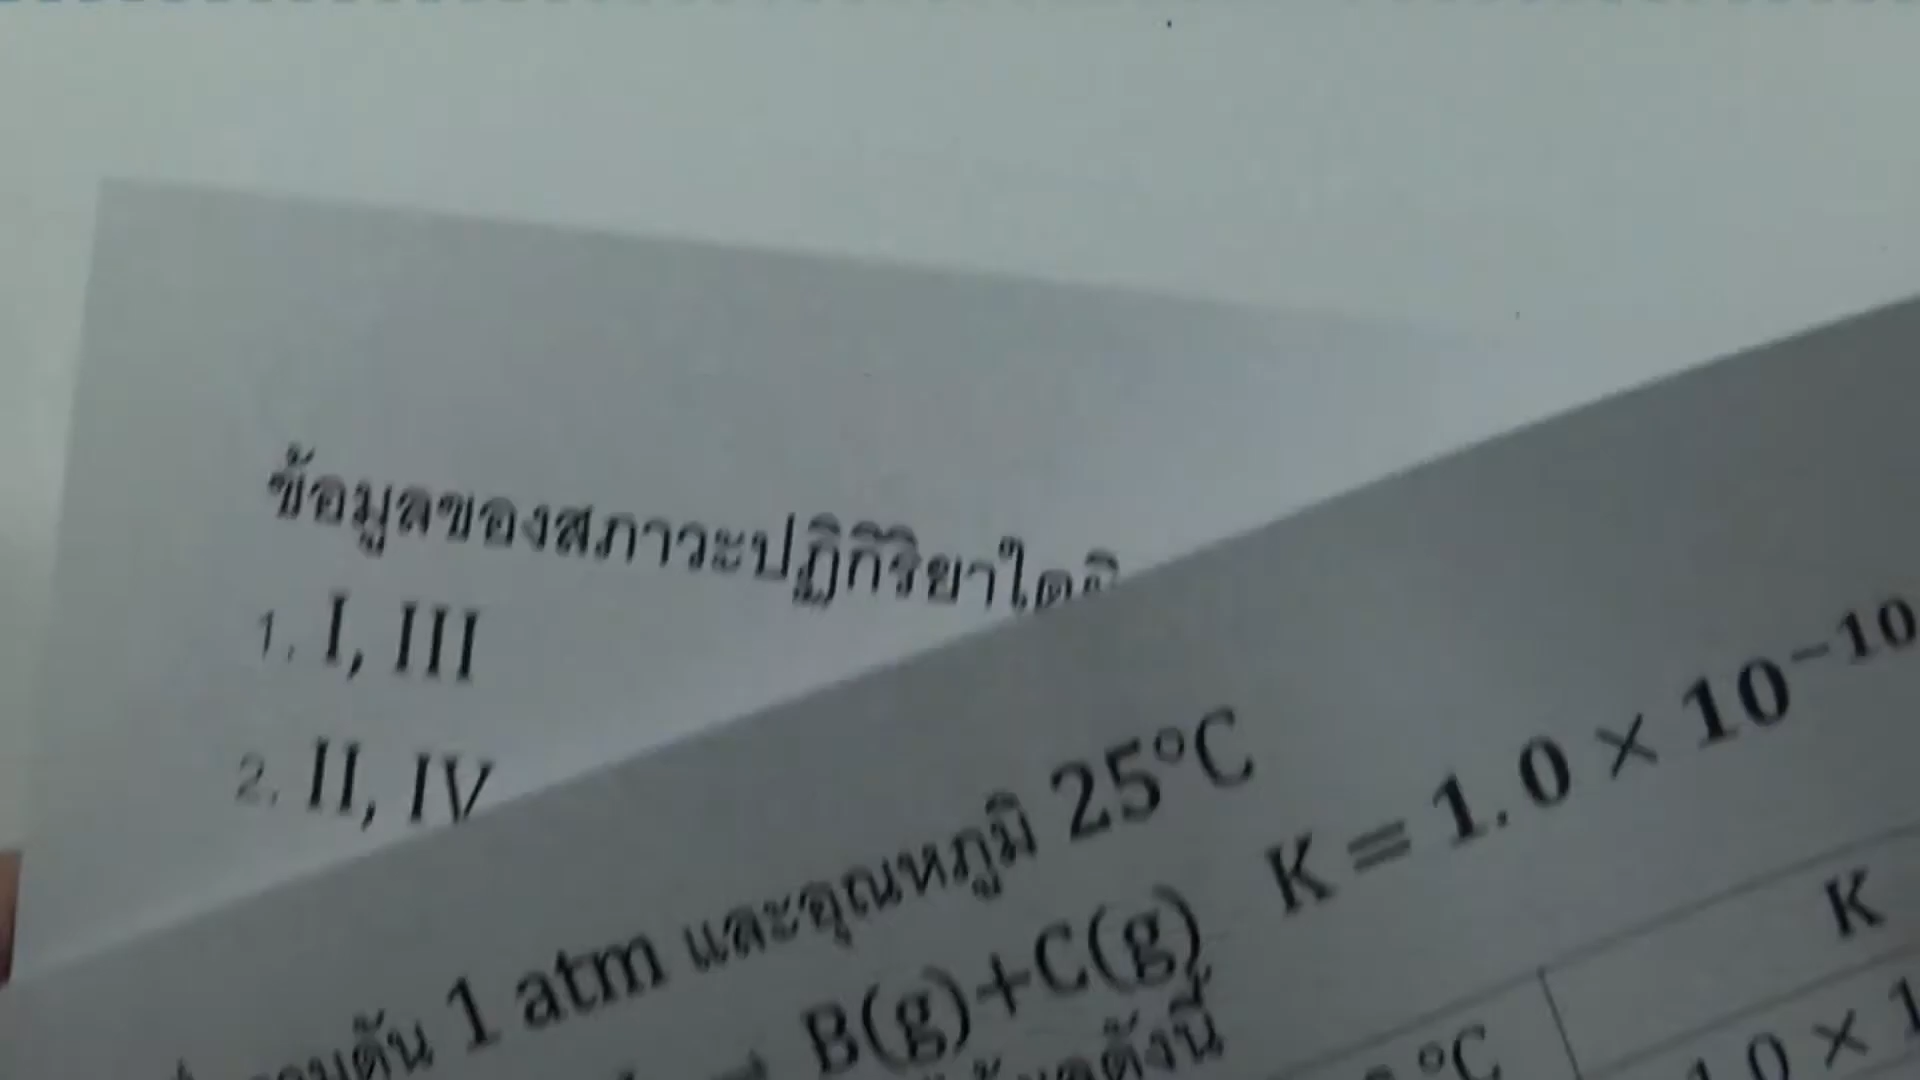 ข้อมูลของสภาวะปฏิกิริยาใด
1. I, III
2. II, IV
1 atm และอุณหภูมิ 25°C
B(g)+C(g) K = 1.0 × 10⁻¹⁰
K
°C